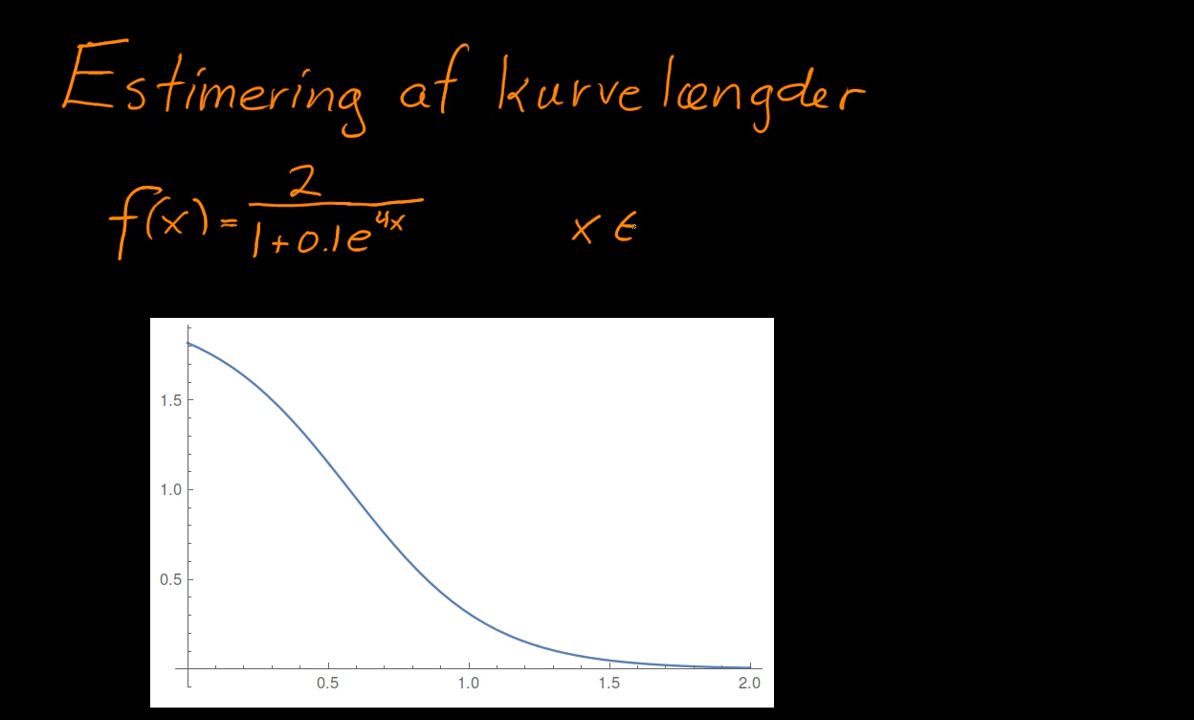 Estimering af kurvelængder
f(x) = \frac{2}{1+0.1e^{4x}} x ∈
1.5
1.0
0.5
0.5 1.0 1.5 2.0